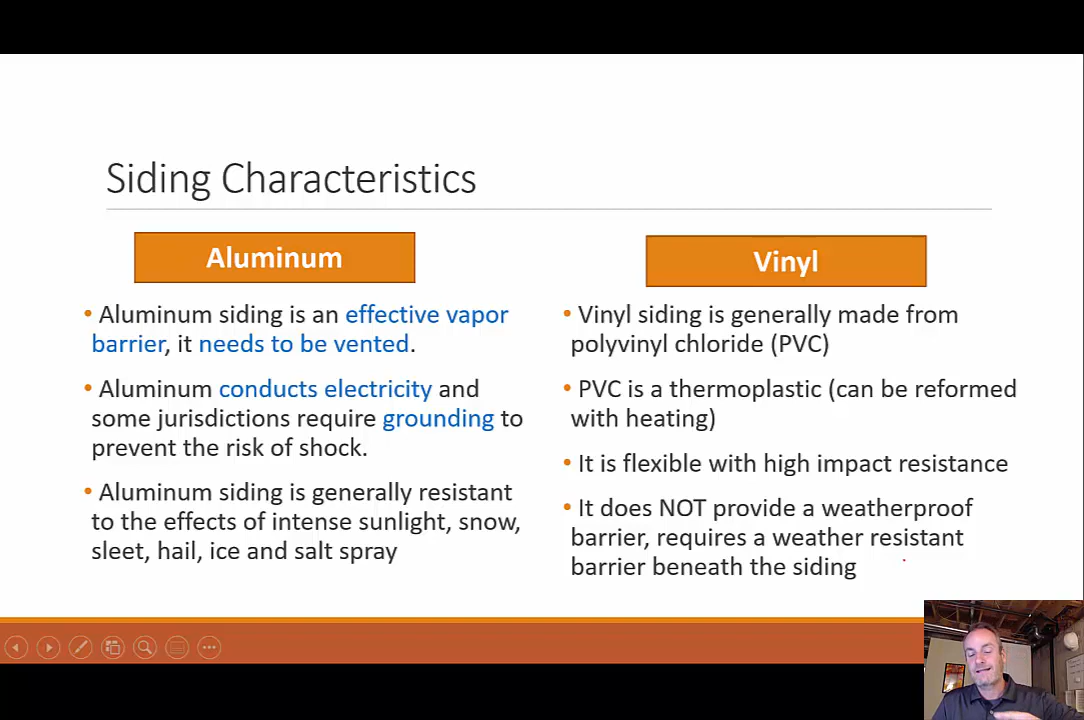 Siding Characteristics
Aluminum
• Aluminum siding is an effective vapor
barrier, it needs to be vented.
• Aluminum conducts electricity and
some jurisdictions require grounding to
prevent the risk of shock.
• Aluminum siding is generally resistant
to the effects of intense sunlight, snow,
sleet, hail, ice and salt spray
Vinyl
• Vinyl siding is generally made from
polyvinyl chloride (PVC)
• PVC is a thermoplastic (can be reformed
with heating)
• It is flexible with high impact resistance
• It does NOT provide a weatherproof
barrier, requires a weather resistant
barrier beneath the siding